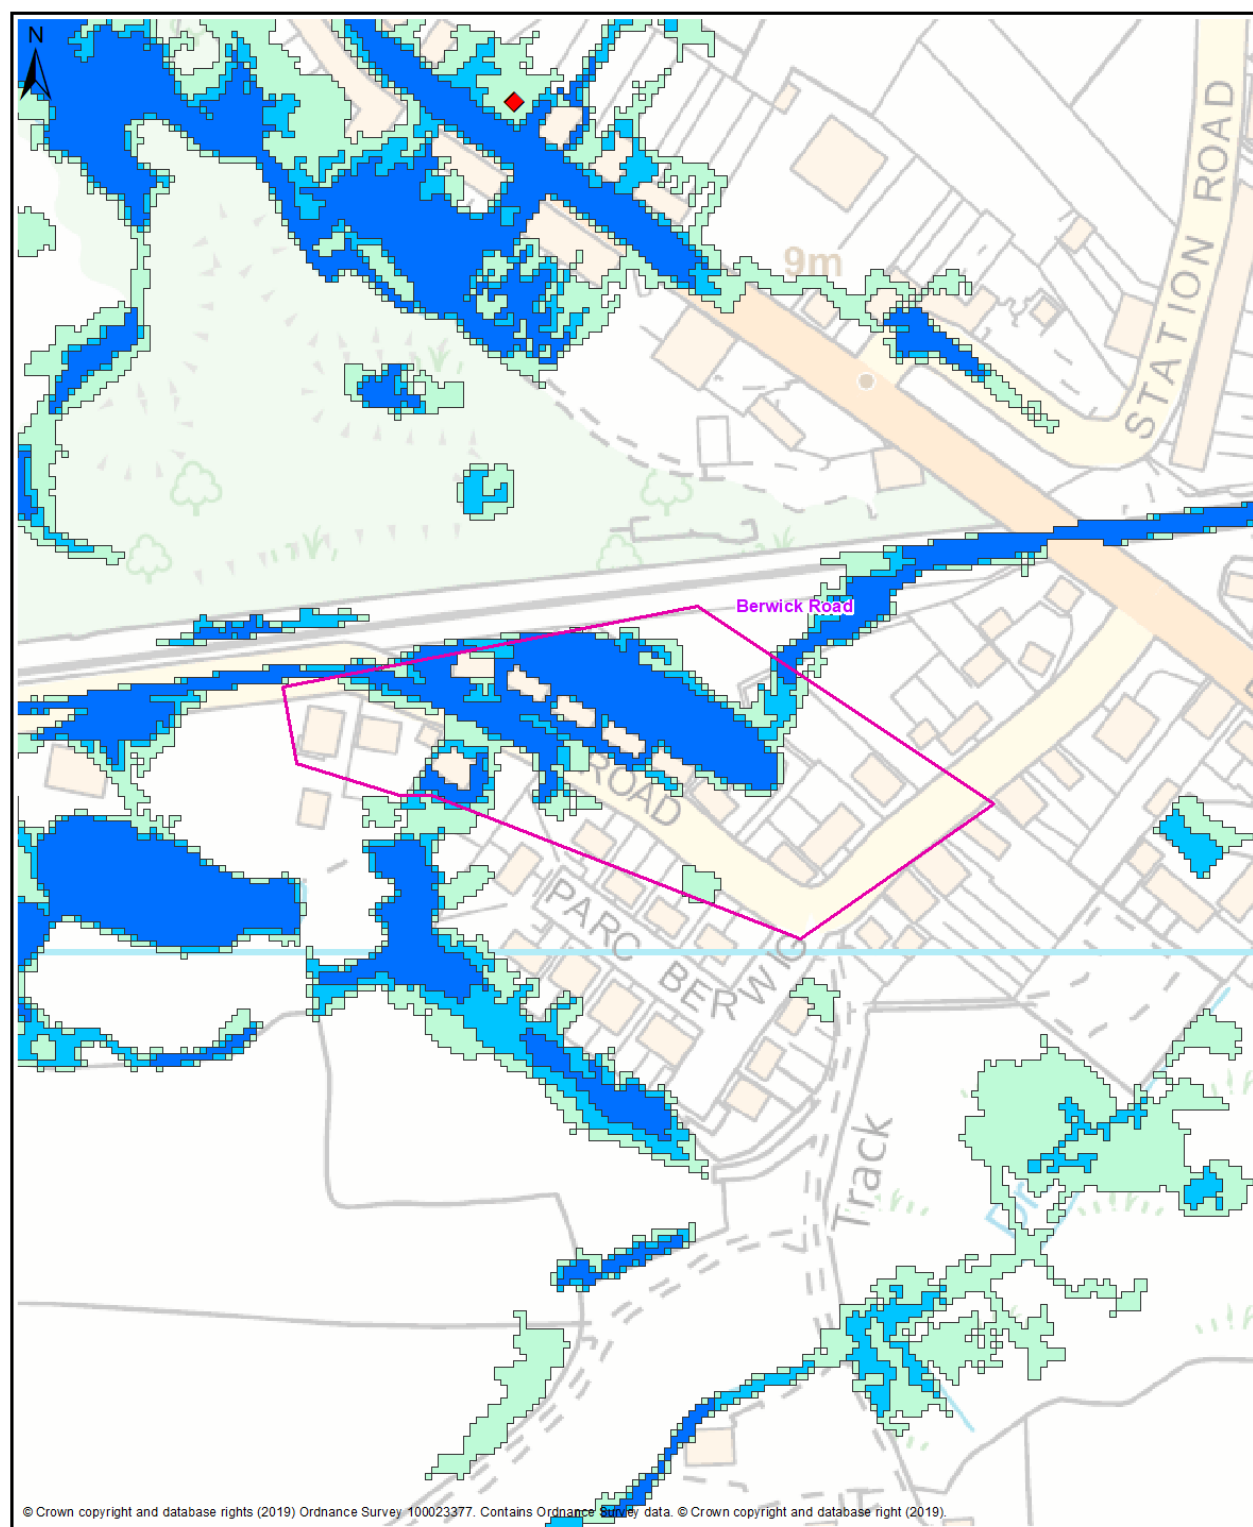 N
STATION ROAD
9m
Berwick Road
ROAD
PARC BERWICK
Track
Dr
© Crown copyright and database rights (2019) Ordnance Survey 100023377. Contains Ordnance Survey data. © Crown copyright and database right (2019).